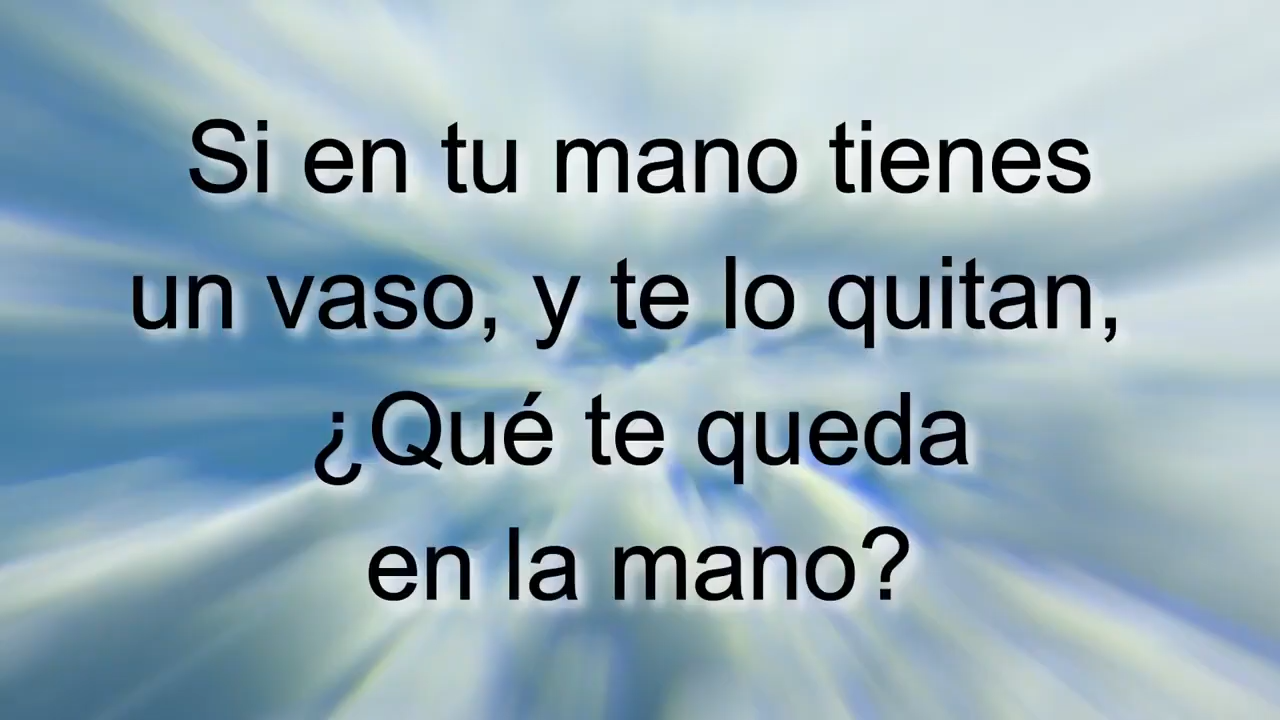 Si en tu mano tienes
un vaso, y te lo quitan,
¿Qué te queda
en la mano?